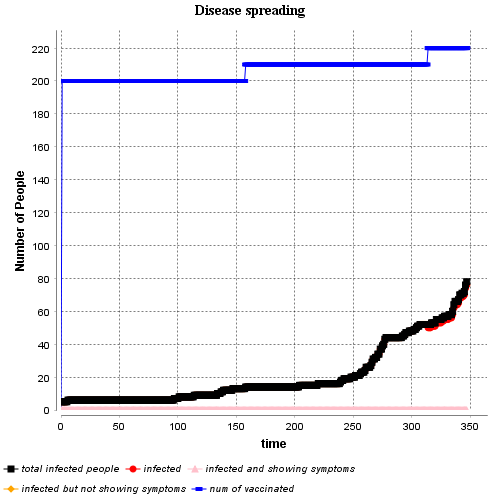 Disease spreading
Number of People
220
200
180
160
140
120
100
80
60
40
20
0
0 50 100 150 200 250 300 350
time
total infected people infected infected and showing symptoms
infected but not showing symptoms num of vaccinated